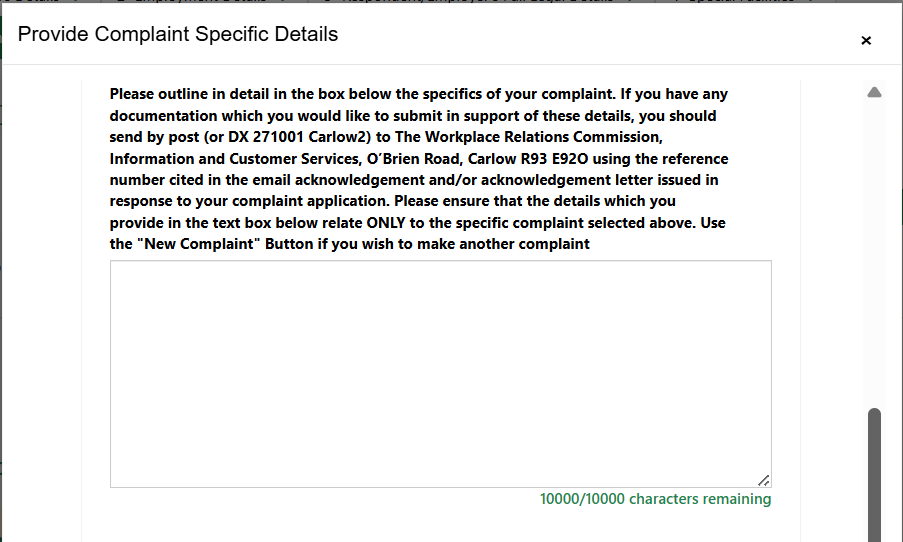 Provide Complaint Specific Details
×
Please outline in detail in the box below the specifics of your complaint. If you have any
documentation which you would like to submit in support of these details, you should
send by post (or DX 271001 Carlow2) to The Workplace Relations Commission,
Information and Customer Services, O’Brien Road, Carlow R93 E92O using the reference
number cited in the email acknowledgement and/or acknowledgement letter issued in
response to your complaint application. Please ensure that the details which you
provide in the text box below relate ONLY to the specific complaint selected above. Use
the "New Complaint" Button if you wish to make another complaint
10000/10000 characters remaining